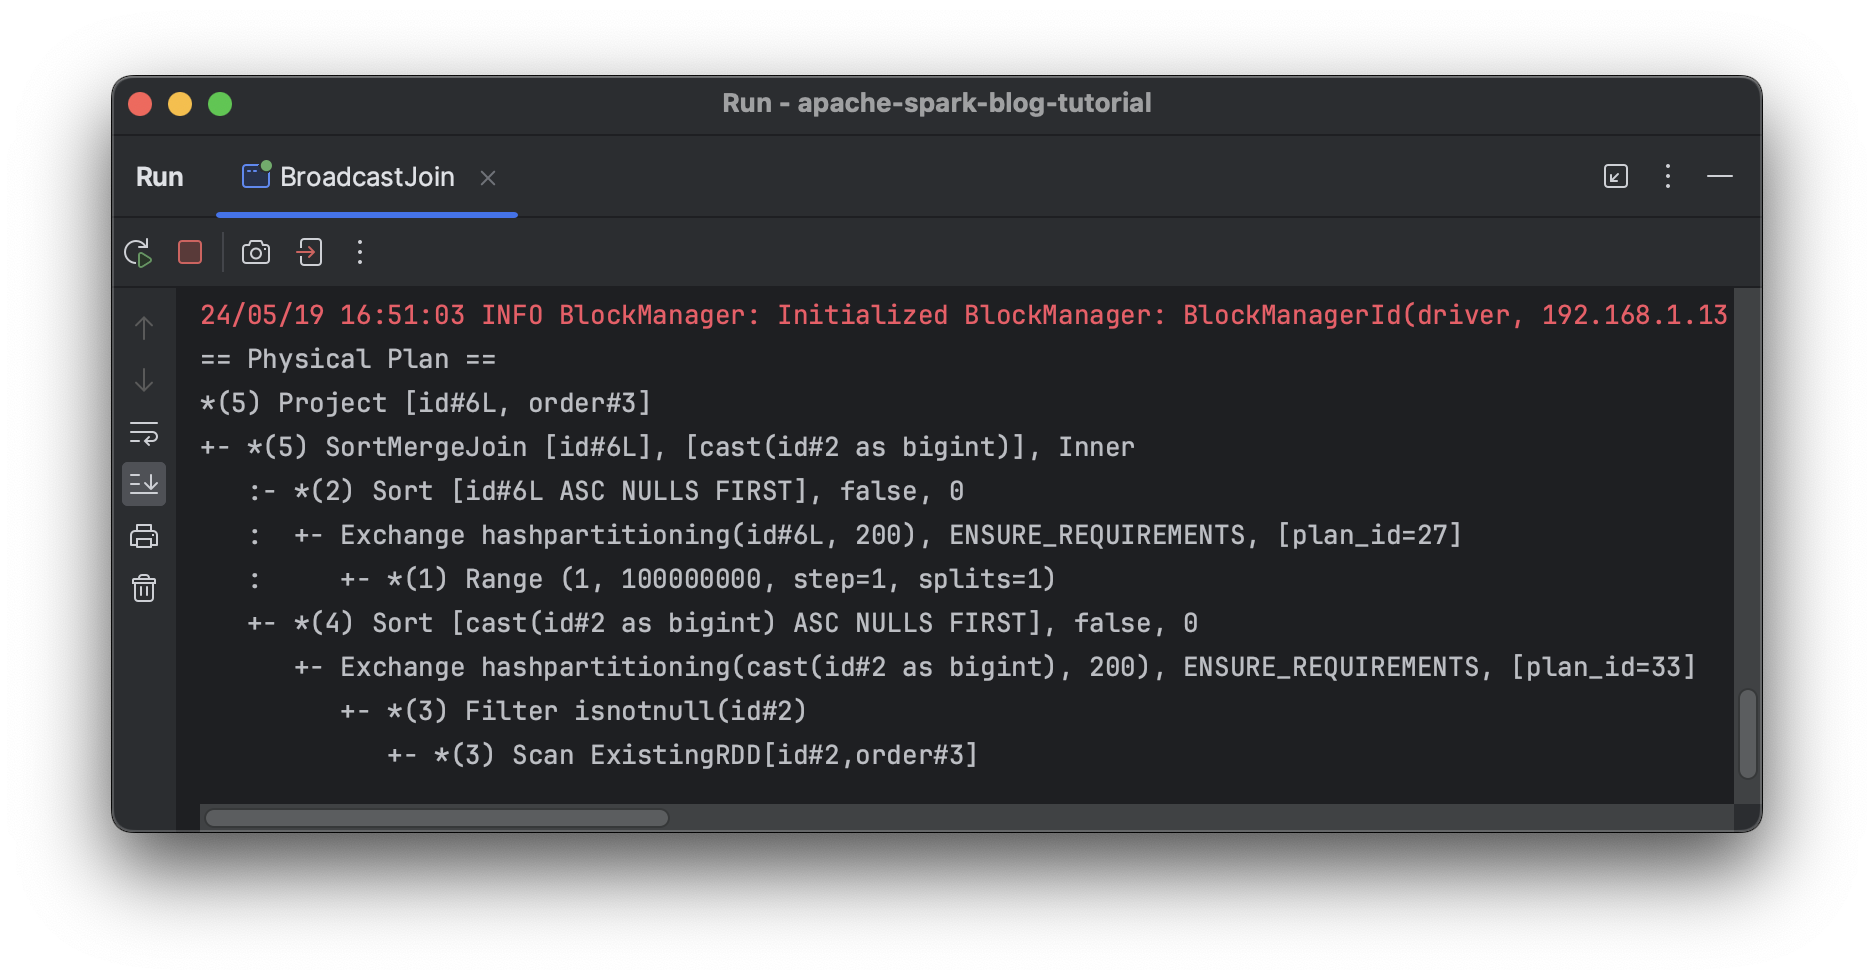 Run - apache-spark-blog-tutorial
Run BroadcastJoin
24/05/19 16:51:03 INFO BlockManager: Initialized BlockManager: BlockManagerId(driver, 192.168.1.13
== Physical Plan ==
*(5) Project [id#6L, order#3]
+- *(5) SortMergeJoin [id#6L], [cast(id#2 as bigint)], Inner
   :- *(2) Sort [id#6L ASC NULLS FIRST], false, 0
   :  +- Exchange hashpartitioning(id#6L, 200), ENSURE_REQUIREMENTS, [plan_id=27]
   :     +- *(1) Range (1, 100000000, step=1, splits=1)
   +- *(4) Sort [cast(id#2 as bigint) ASC NULLS FIRST], false, 0
      +- Exchange hashpartitioning(cast(id#2 as bigint), 200), ENSURE_REQUIREMENTS, [plan_id=33]
         +- *(3) Filter isnotnull(id#2)
            +- *(3) Scan ExistingRDD[id#2,order#3]